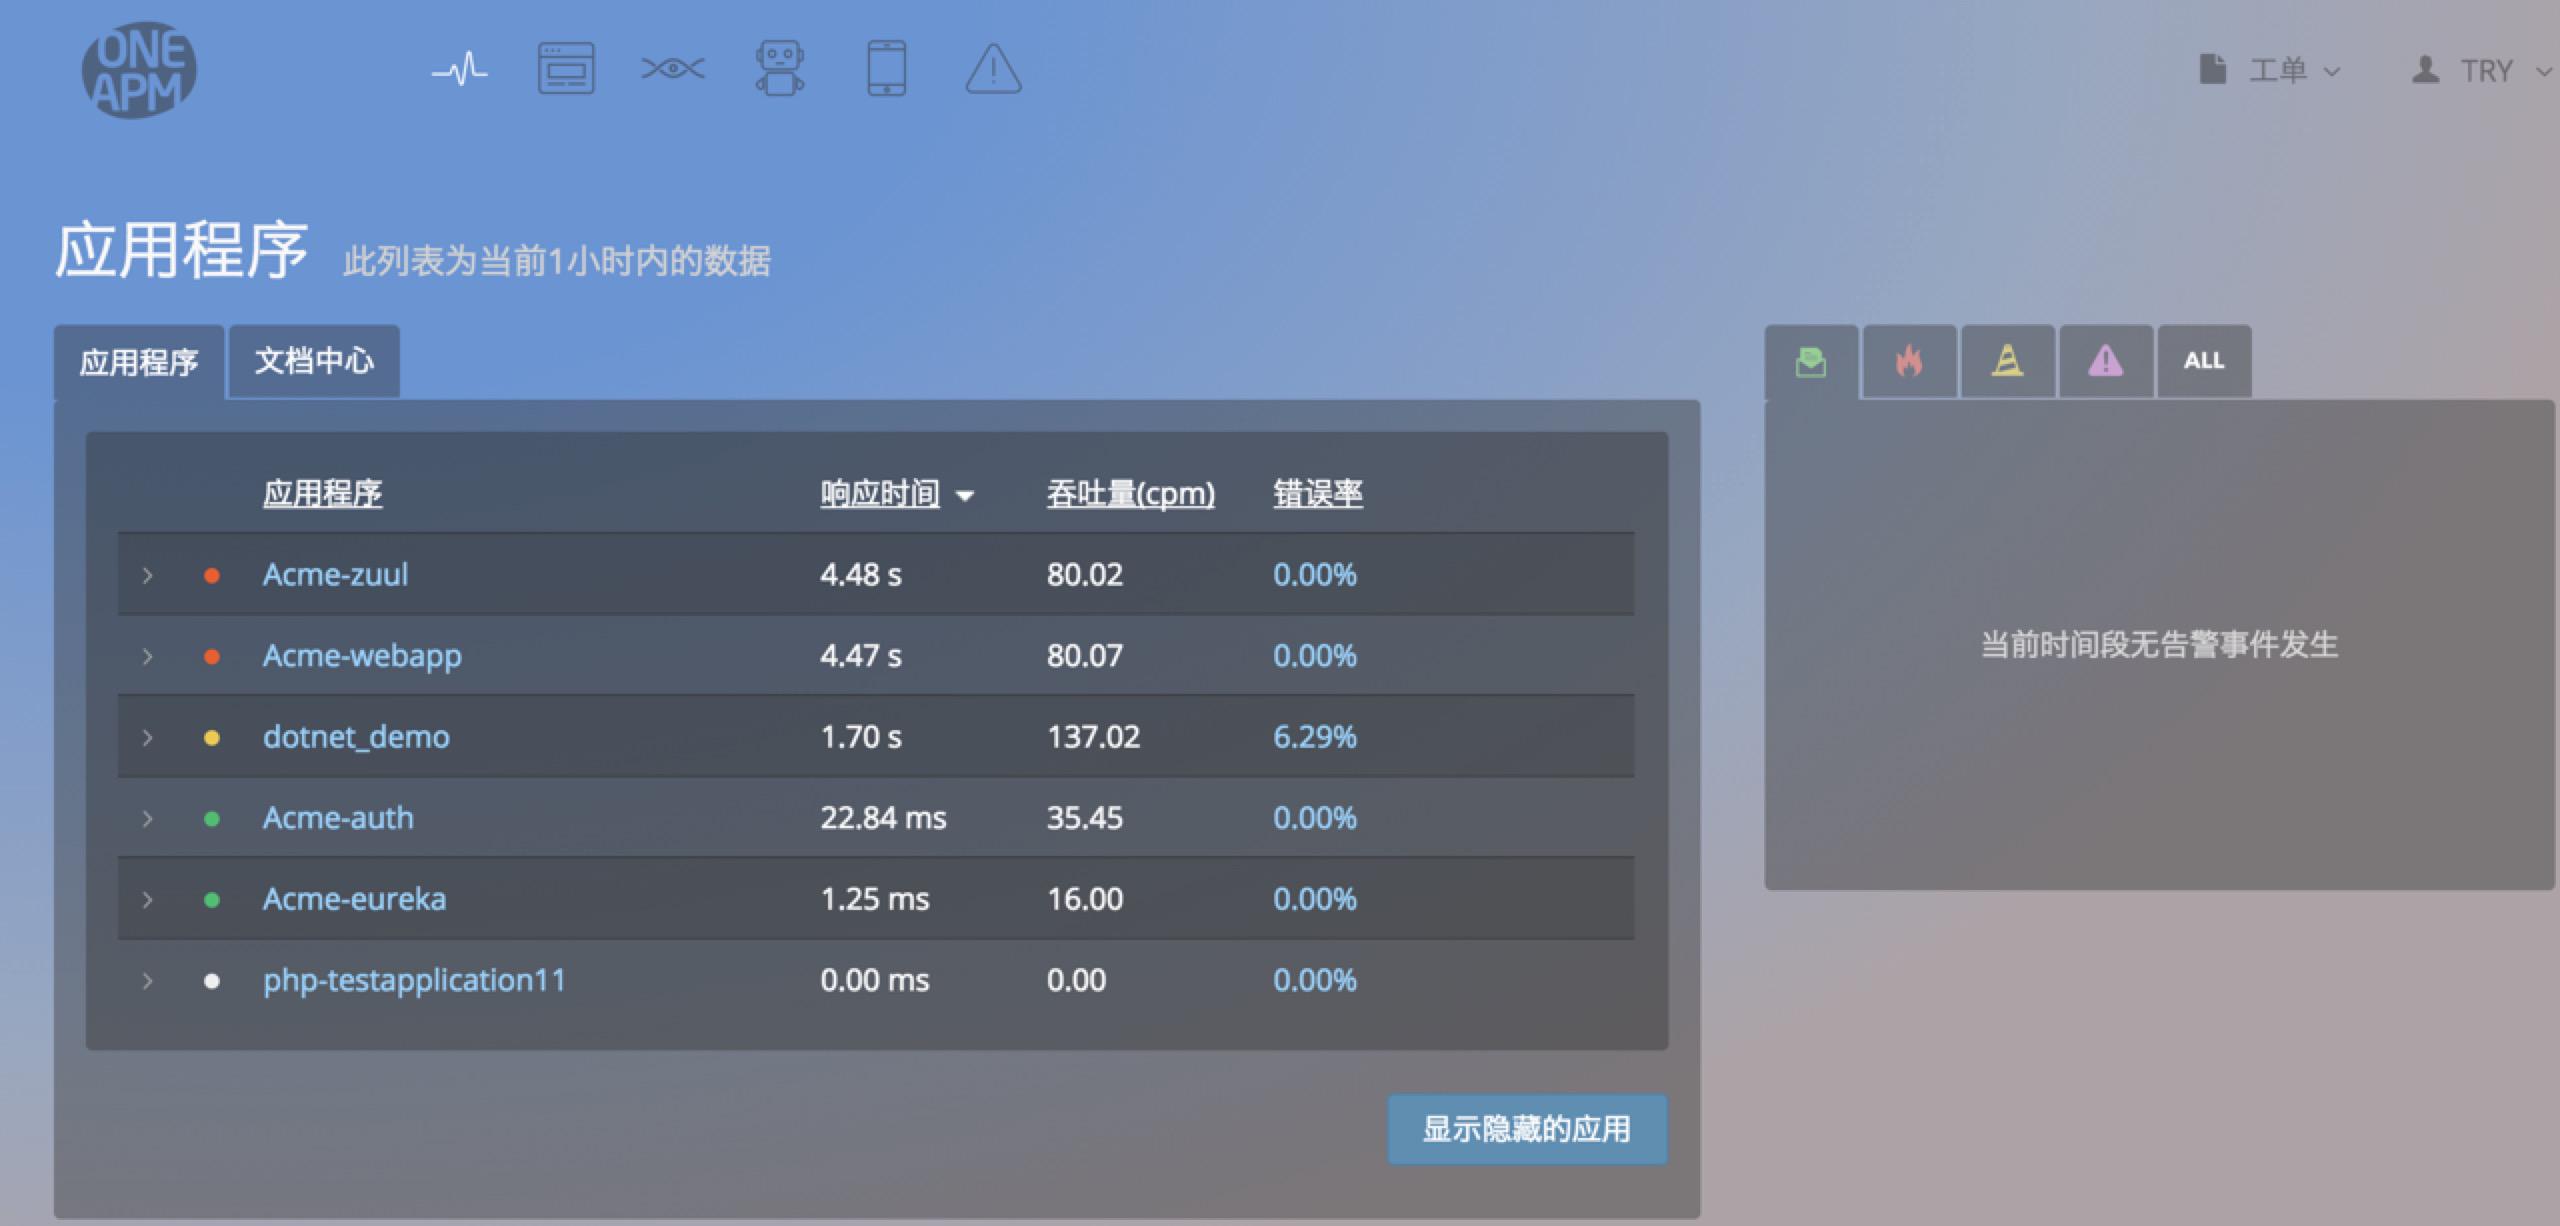 ONE
APM
工单
TRY
应用程序 此列表为当前1小时内的数据
应用程序 文档中心
ALL
应用程序 响应时间 吞吐量(cpm) 错误率
Acme-zuul 4.48 s 80.02 0.00%
Acme-webapp 4.47 s 80.07 0.00%
dotnet_demo 1.70 s 137.02 6.29%
Acme-auth 22.84 ms 35.45 0.00%
Acme-eureka 1.25 ms 16.00 0.00%
php-testapplication11 0.00 ms 0.00 0.00%
显示隐藏的应用
当前时间段无告警事件发生